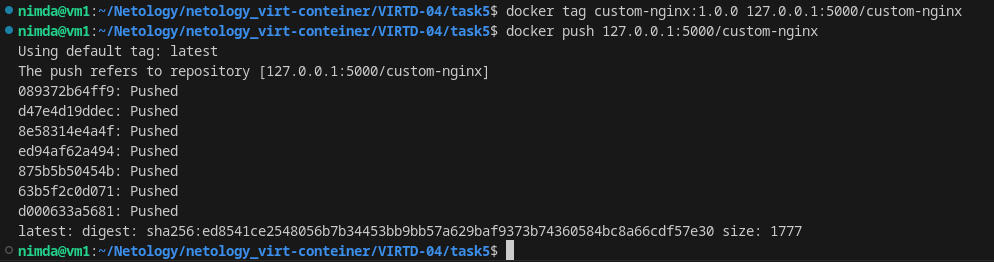 nimda@vm1:~/Netology/netology_virt-conteiner/VIRTD-04/task5$ docker tag custom-nginx:1.0.0 127.0.0.1:5000/custom-nginx
nimda@vm1:~/Netology/netology_virt-conteiner/VIRTD-04/task5$ docker push 127.0.0.1:5000/custom-nginx
Using default tag: latest
The push refers to repository [127.0.0.1:5000/custom-nginx]
089372b64ff9: Pushed
d47e4d19ddec: Pushed
8e58314e4a4f: Pushed
ed94af62a494: Pushed
875b5b50454b: Pushed
63b5f2c0d071: Pushed
d000633a5681: Pushed
latest: digest: sha256:ed8541ce2548056b7b34453bb9bb57a629baf9373b74360584bc8a66cdf57e30 size: 1777
nimda@vm1:~/Netology/netology_virt-conteiner/VIRTD-04/task5$